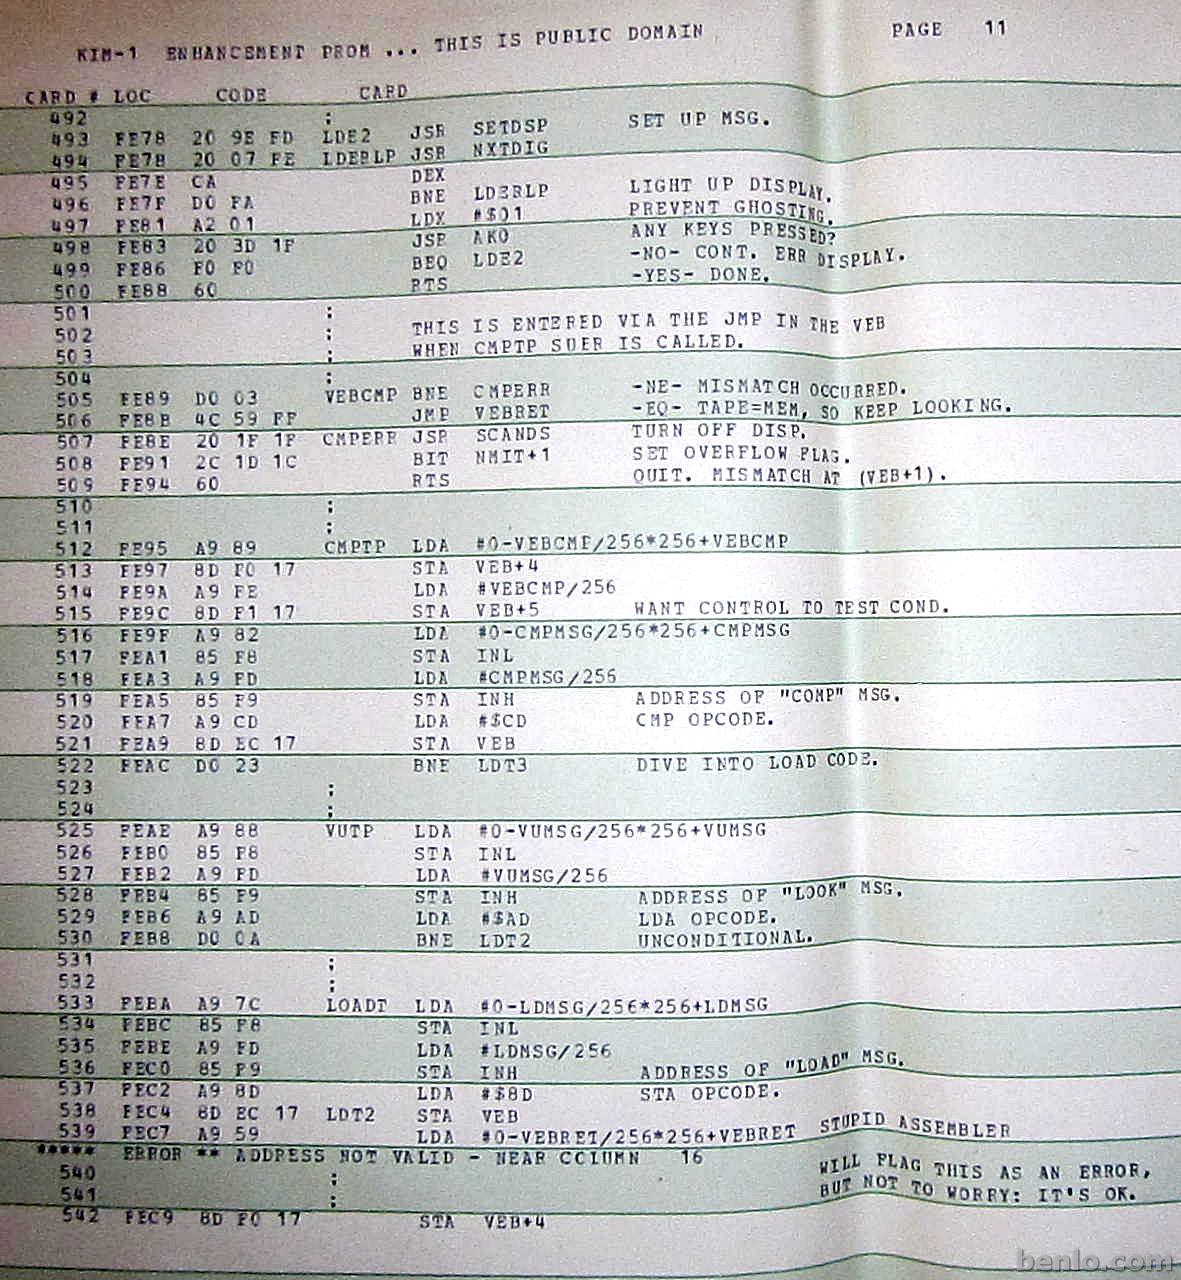 KIM-1 ENHANCEMENT PROM ... THIS IS PUBLIC DOMAIN PAGE 11
CARD # LOC CODE CARD
492 ;
493 FE78 20 9E FD LDE2 JSR SETDSP SET UP MSG.
494 FE7B 20 07 FE LDERLP JSR NXTDIG
495 FE7E CA DEX
496 FE7F D0 FA BNE LDERLP LIGHT UP DISPLAY.
497 FE81 A2 01 LDX #$01 PREVENT GHOSTING.
498 FE83 20 3D 1F JSR AK0 ANY KEYS PRESSED?
499 FE86 F0 F0 BEQ LDE2 -NO- CONT. ERR DISPLAY.
500 FE88 60 RTS -YES- DONE.
501 ;
502 ; THIS IS ENTERED VIA THE JMP IN THE VEB
503 ; WHEN CMPTP SUBR IS CALLED.
504 ;
505 FE89 D0 03 VEBCMP BNE CMPERR -NE- MISMATCH OCCURRED.
506 FE8B 4C 59 FF JMP VEBRET -EQ- TAPE=MEM, SO KEEP LOOKING.
507 FE8E 20 1F 1F CMPERR JSR SCANDS TURN OFF DISP.
508 FE91 2C 1D 1C BIT NMIT+1 SET OVERFLOW FLAG.
509 FE94 60 RTS QUIT. MISMATCH AT (VEB+1).
510 ;
511 ;
512 FE95 A9 89 CMPTP LDA #0-VEBCMP/256*256+VEBCMP
513 FE97 8D F0 17 STA VEB+4
514 FE9A A9 FE LDA #VEBCMP/256
515 FE9C 8D F1 17 STA VEB+5 WANT CONTROL TO TEST COND.
516 FE9F A9 82 LDA #0-CMPMSG/256*256+CMPMSG
517 FEA1 85 F8 STA INL
518 FEA3 A9 FD LDA #CMPMSG/256
519 FEA5 85 F9 STA INH ADDRESS OF "COMP" MSG.
520 FEA7 A9 CD LDA #$CD CMP OPCODE.
521 FEA9 8D EC 17 STA VEB
522 FEAC D0 23 BNE LDT3 DIVE INTO LOAD CODE.
523 ;
524 ;
525 FEAE A9 88 VUTP LDA #0-VUMSG/256*256+VUMSG
526 FEB0 85 F8 STA INL
527 FEB2 A9 FD LDA #VUMSG/256
528 FEB4 85 F9 STA INH ADDRESS OF "LOOK" MSG.
529 FEB6 A9 AD LDA #$AD LDA OPCODE.
530 FEB8 D0 0A BNE LDT2 UNCONDITIONAL.
531 ;
532 ;
533 FEBA A9 7C LOADT LDA #0-LDMSG/256*256+LDMSG
534 FEBC 85 F8 STA INL
535 FEBE A9 FD LDA #LDMSG/256
536 FEC0 85 F9 STA INH ADDRESS OF "LOAD" MSG.
537 FEC2 A9 8D LDA #$8D STA OPCODE.
538 FEC4 8D EC 17 LDT2 STA VEB
539 FEC7 A9 59 LDA #0-VEBRET/256*256+VEBRET STUPID ASSEMBLER
***** ERROR ** ADDRESS NOT VALID - NEAR COLUMN 16
540 ; WILL FLAG THIS AS AN ERROR,
541 ; BUT NOT TO WORRY: IT'S OK.
542 FEC9 8D F0 17 STA VEB+4
benlo.com